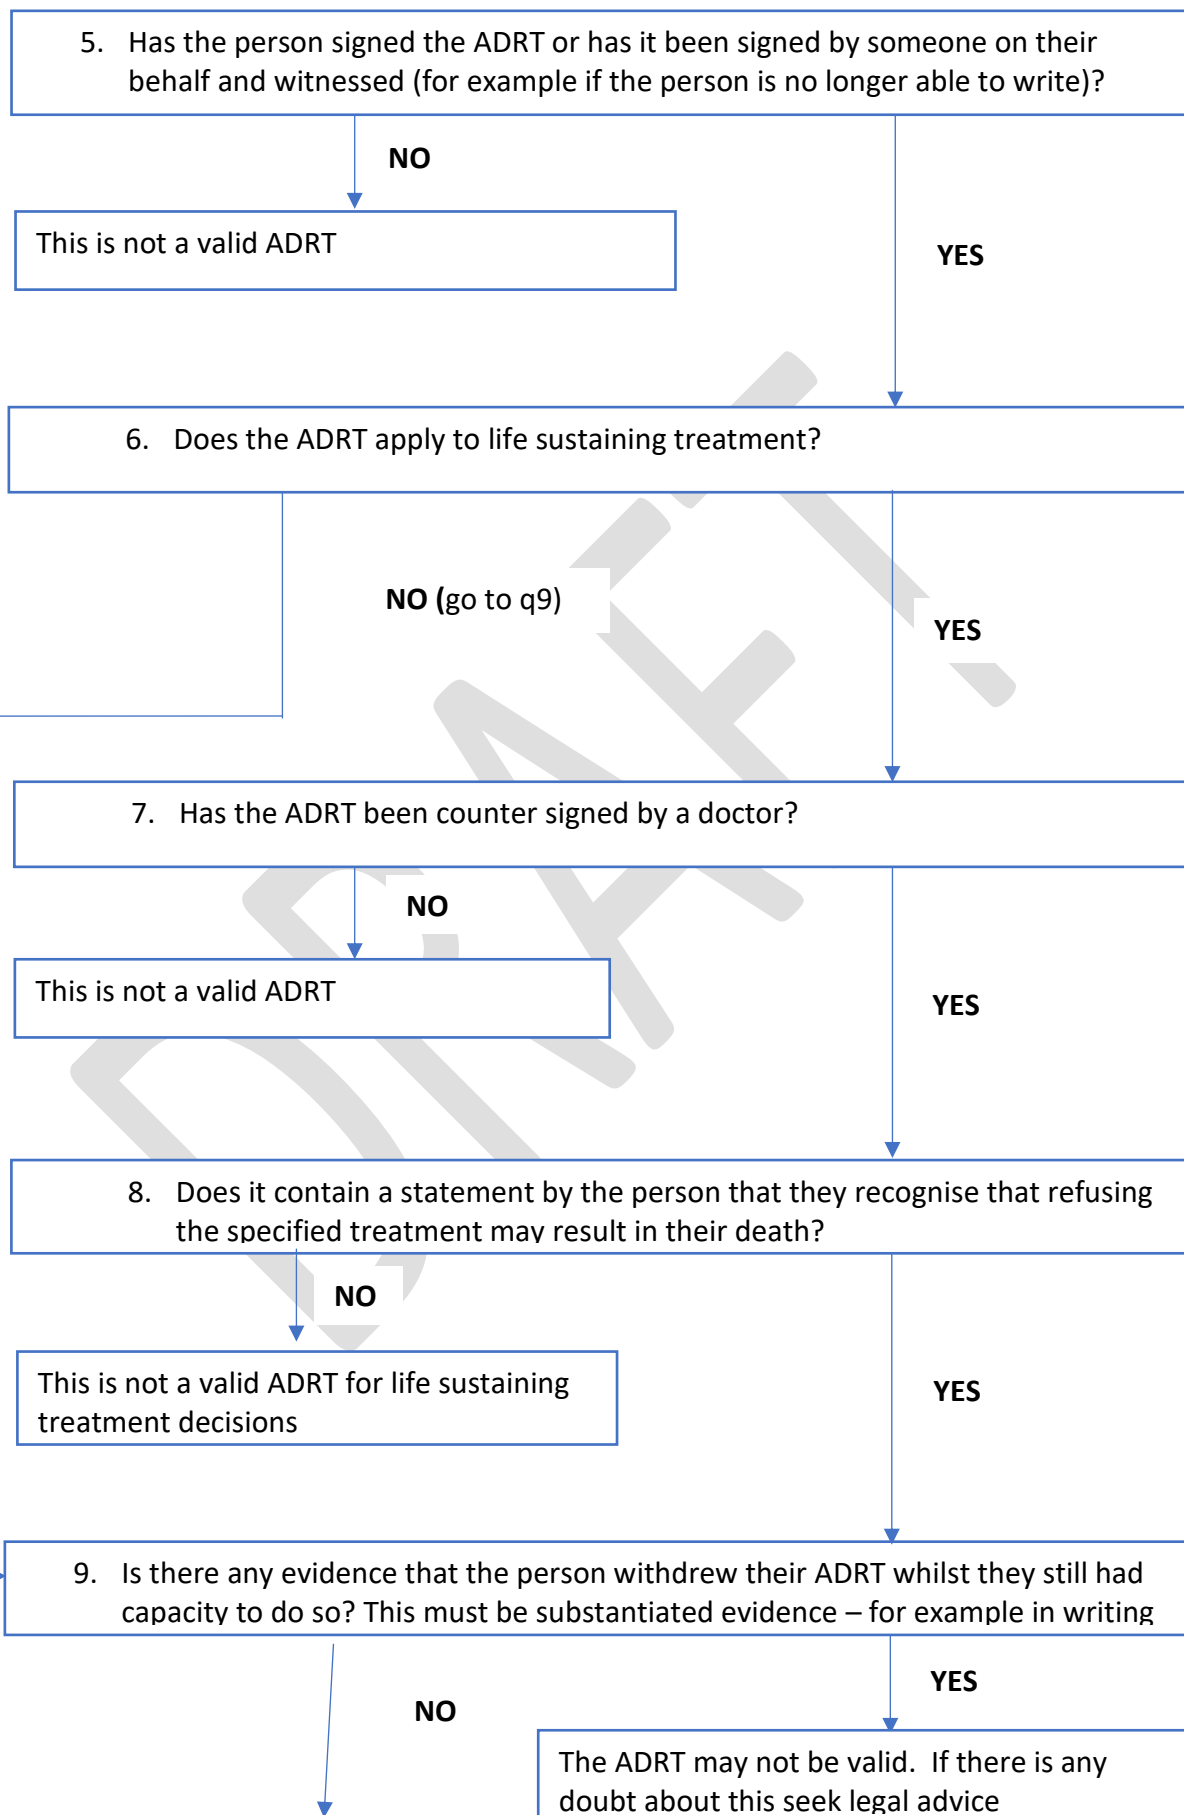 5. Has the person signed the ADRT or has it been signed by someone on their
behalf and witnessed (for example if the person is no longer able to write)?
NO
This is not a valid ADRT
YES
6. Does the ADRT apply to life sustaining treatment?
NO (go to q9)
YES
7. Has the ADRT been counter signed by a doctor?
NO
This is not a valid ADRT
YES
8. Does it contain a statement by the person that they recognise that refusing
the specified treatment may result in their death?
NO
This is not a valid ADRT for life sustaining
treatment decisions
YES
9. Is there any evidence that the person withdrew their ADRT whilst they still had
capacity to do so? This must be substantiated evidence – for example in writing
YES
NO
The ADRT may not be valid.  If there is any
doubt about this seek legal advice
DRAFT